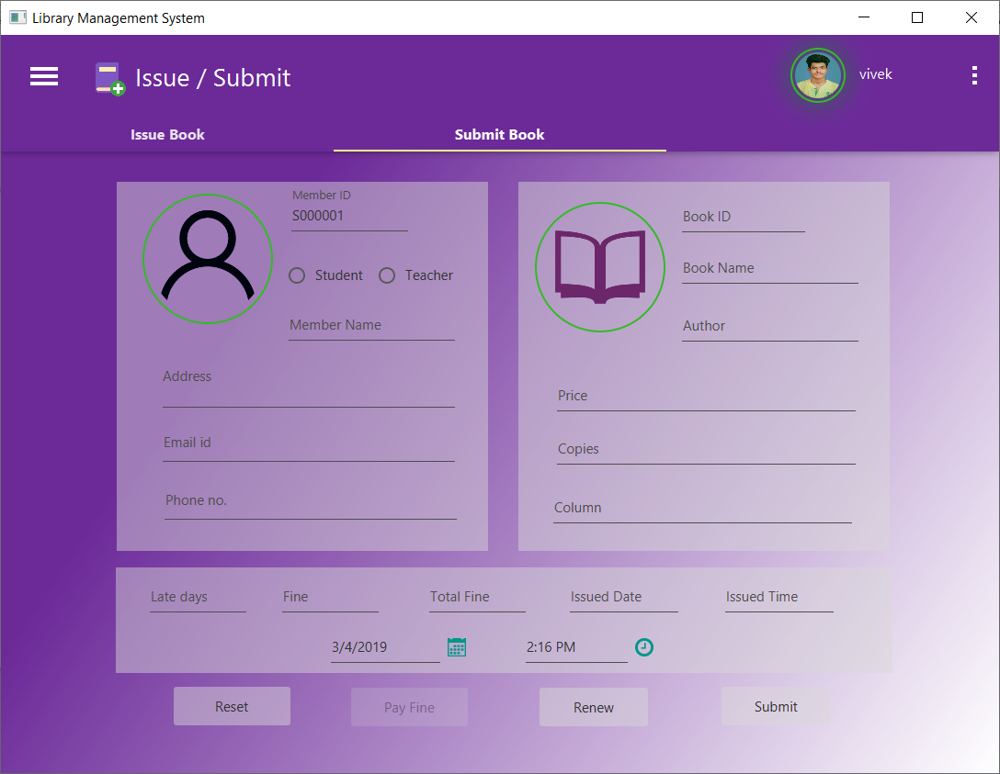 Library Management System
Issue / Submit
vivek
Issue Book
Submit Book
Member ID
S000001
Student
Teacher
Member Name
Address
Email id
Phone no.
Book ID
Book Name
Author
Price
Copies
Column
Late days
Fine
Total Fine
Issued Date
Issued Time
3/4/2019
2:16 PM
Reset
Pay Fine
Renew
Submit